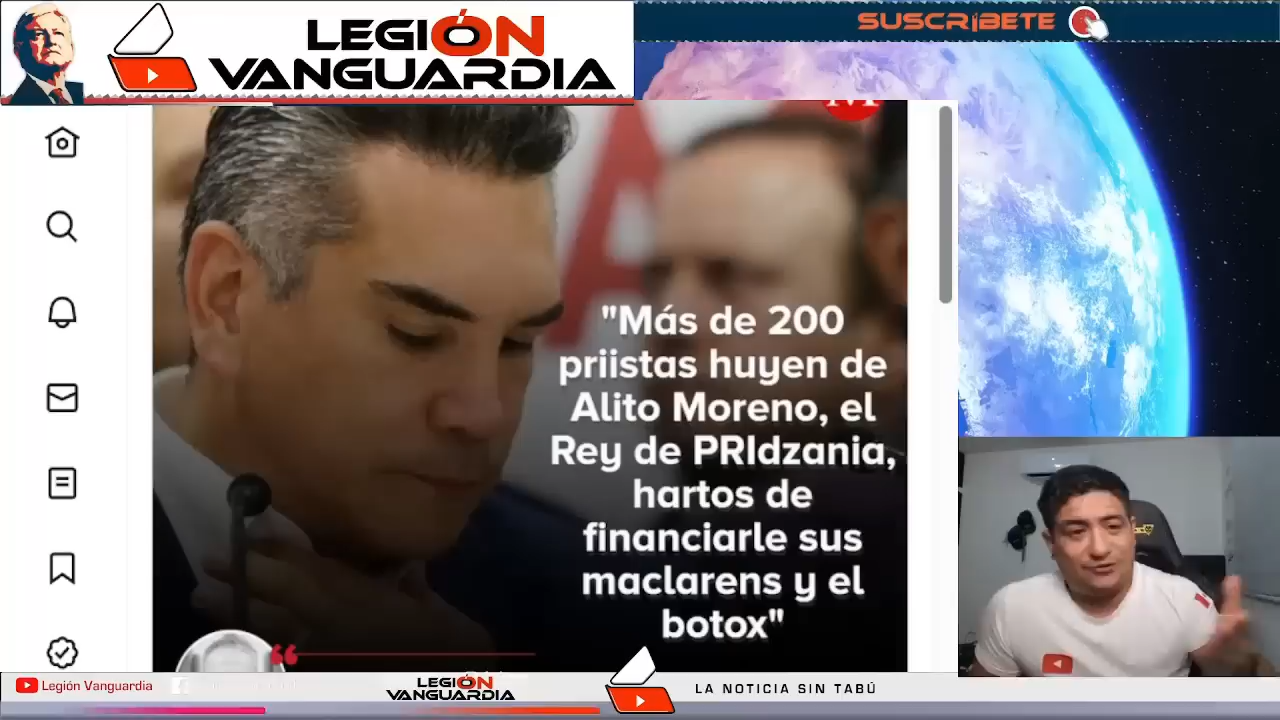 LEGIÓN
VANGUARDIA
SUSCRÍBETE
"Más de 200
priistas huyen de
Alito Moreno, el
Rey de PRIdzania,
hartos de
financiarle sus
maclarens y el
botox"
Legión Vanguardia
LEGIÓN
VANGUARDIA
LA NOTICIA SIN TABÚ